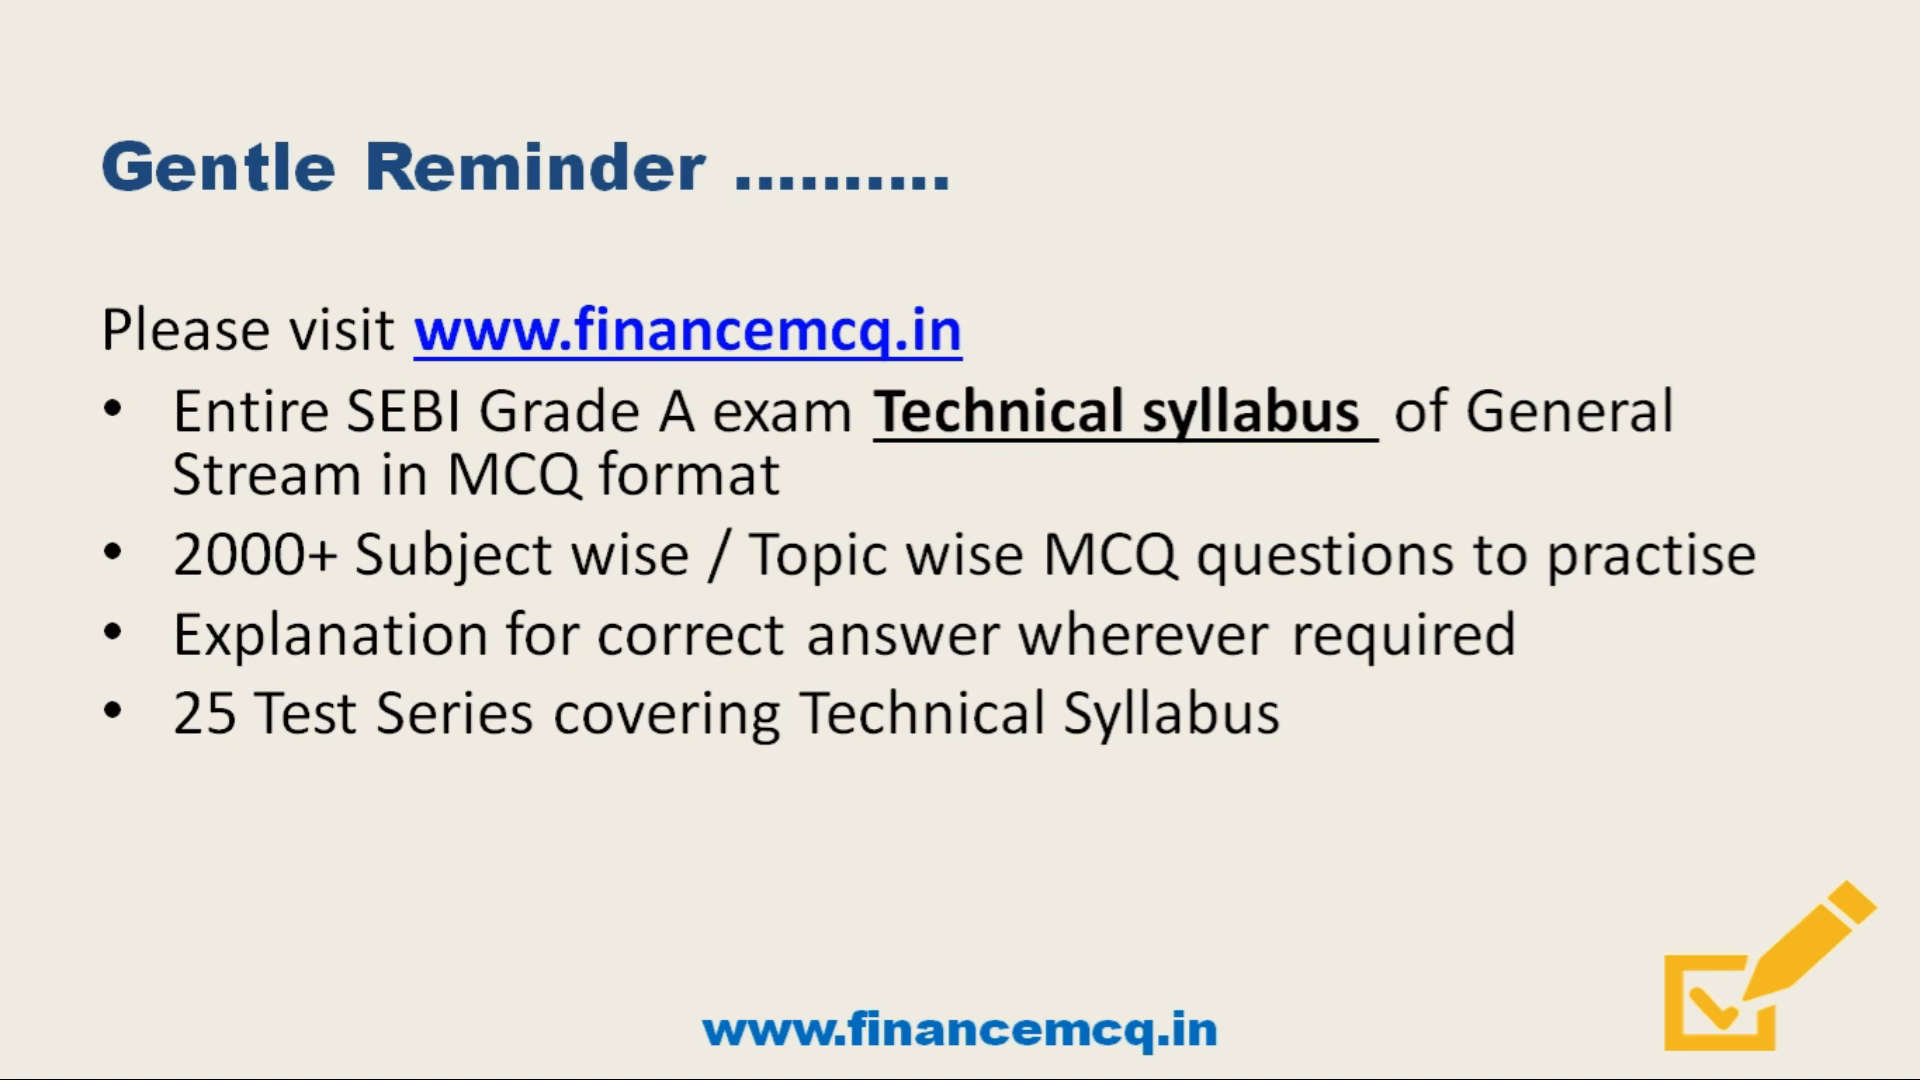 Gentle Reminder ..........
Please visit www.financemcq.in
• Entire SEBI Grade A exam Technical syllabus of General
Stream in MCQ format
• 2000+ Subject wise / Topic wise MCQ questions to practise
• Explanation for correct answer wherever required
• 25 Test Series covering Technical Syllabus
www.financemcq.in